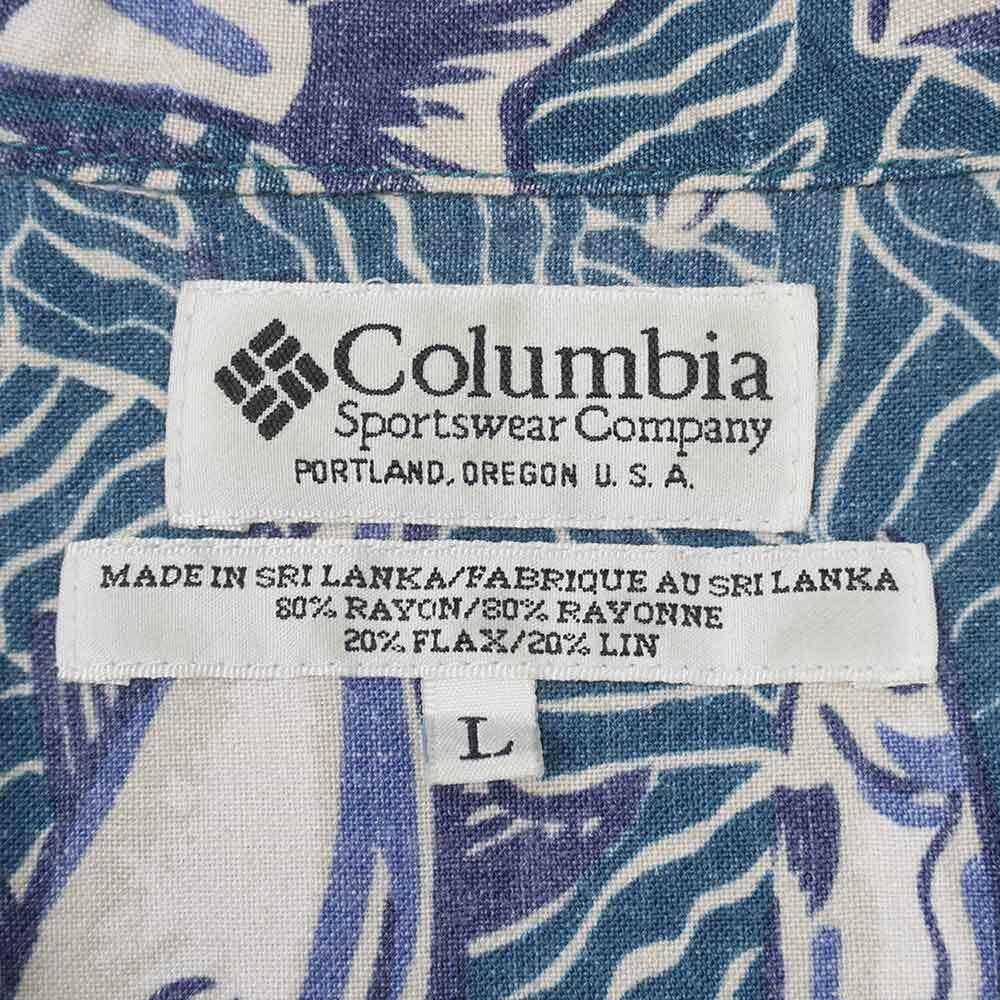 Columbia
Sportswear Company
PORTLAND, OREGON U. S. A.
MADE IN SRI LANKA/FABRIQUE AU SRI LANKA
80% RAYON/80% RAYONNE
20% FLAX/20% LIN
L